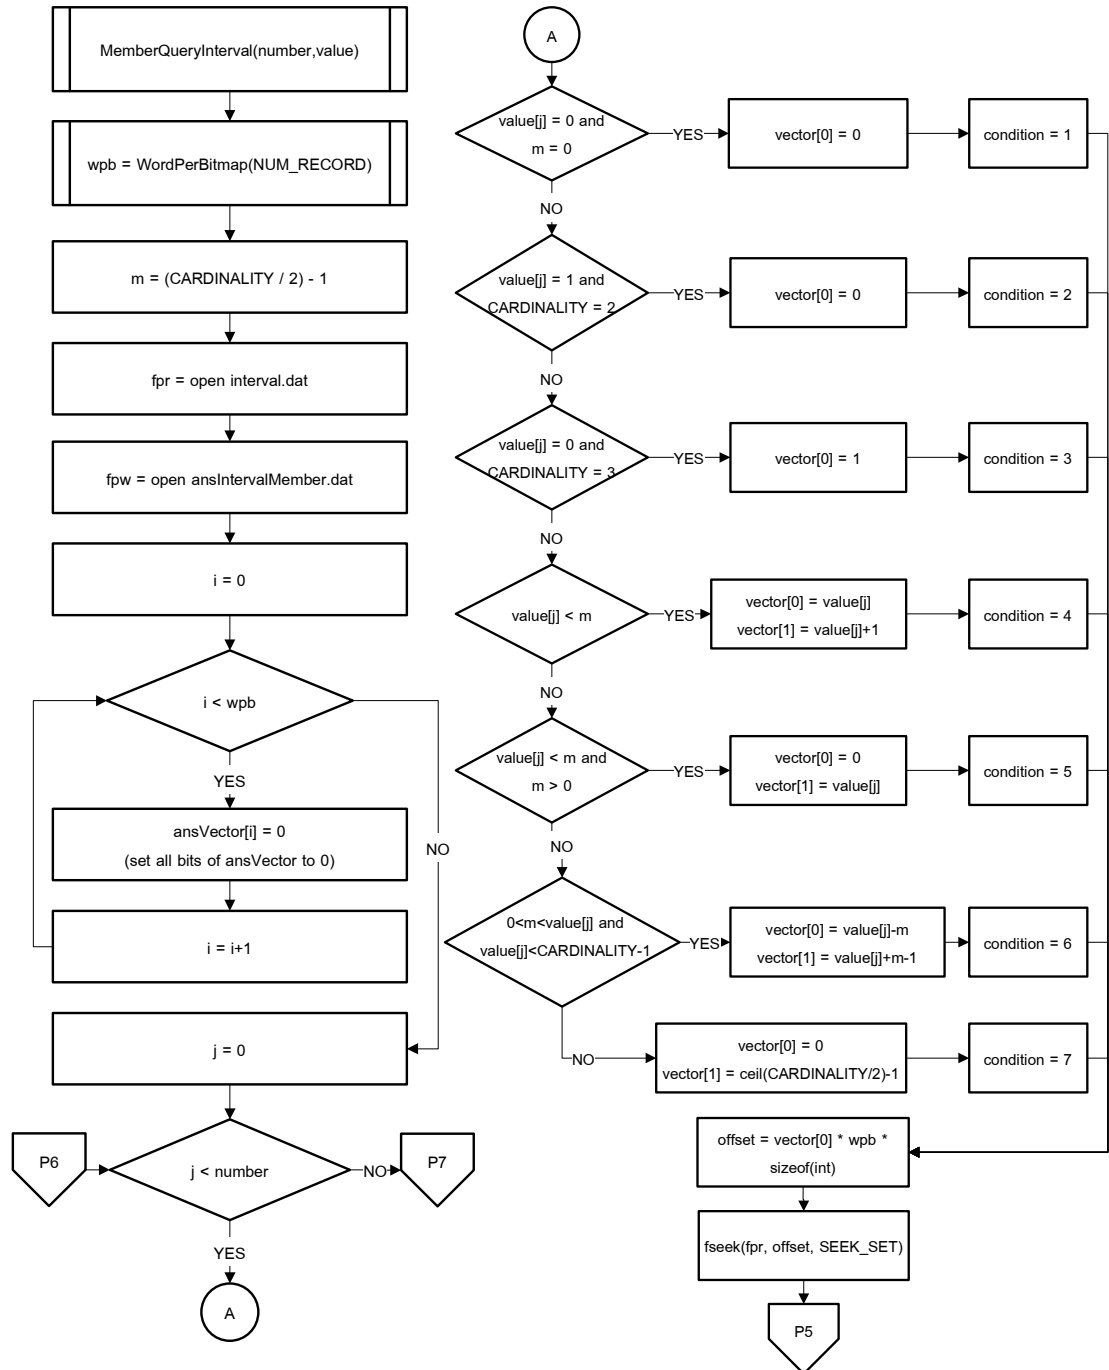 MemberQueryInterval(number,value)
wpb = WordPerBitmap(NUM_RECORD)
m = (CARDINALITY / 2) - 1
fpr = open interval.dat
fpw = open ansIntervalMember.dat
i = 0
i < wpb
YES
NO
ansVector[i] = 0
(set all bits of ansVector to 0)
i = i+1
j = 0
P6
j < number
NO
P7
YES
A
A
value[j] = 0 and
m = 0
YES
vector[0] = 0
condition = 1
NO
value[j] = 1 and
CARDINALITY = 2
YES
vector[0] = 0
condition = 2
NO
value[j] = 0 and
CARDINALITY = 3
YES
vector[0] = 1
condition = 3
NO
value[j] < m
YES
vector[0] = value[j]
vector[1] = value[j]+1
condition = 4
NO
value[j] < m and
m > 0
YES
vector[0] = 0
vector[1] = value[j]
condition = 5
NO
0<m<value[j] and
value[j]<CARDINALITY-1
YES
vector[0] = value[j]-m
vector[1] = value[j]+m-1
condition = 6
NO
vector[0] = 0
vector[1] = ceil(CARDINALITY/2)-1
condition = 7
offset = vector[0] * wpb *
sizeof(int)
fseek(fpr, offset, SEEK_SET)
P5